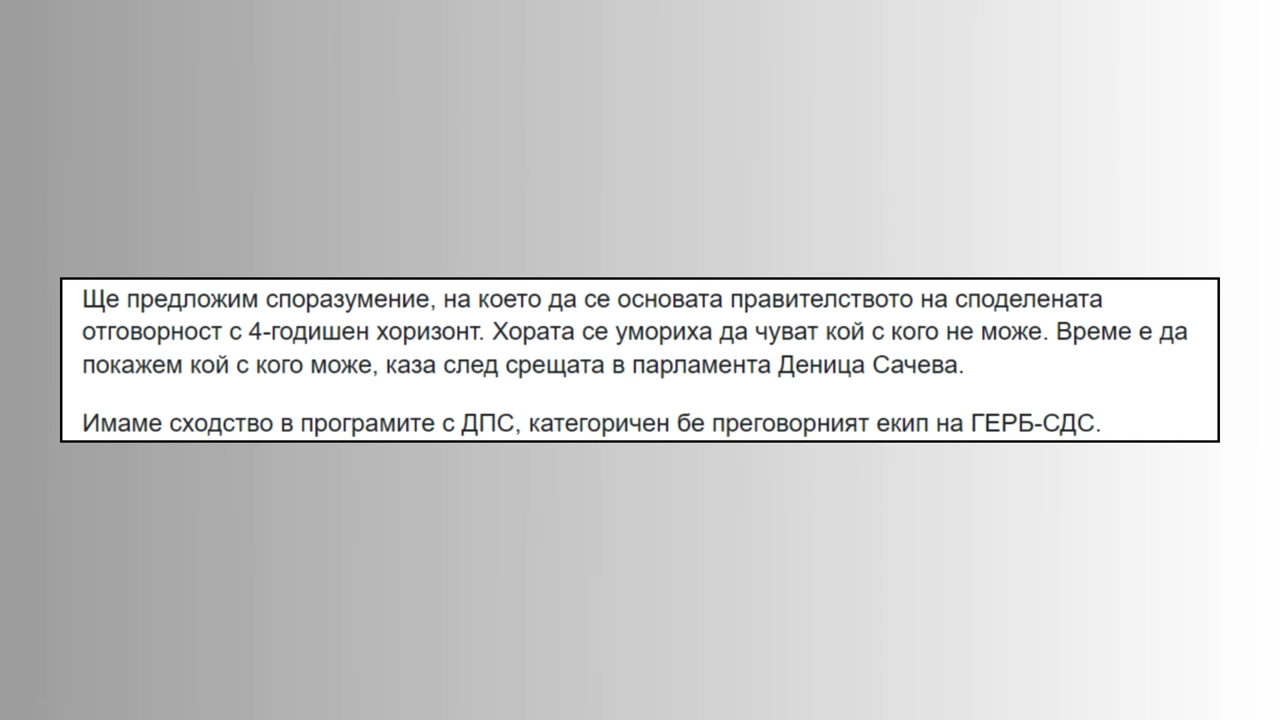 Ще предложим споразумение, на което да се основата правителството на споделената
отговорност с 4-годишен хоризонт. Хората се умориха да чуват кой с кого не може. Време е да
покажем кой с кого може, каза след срещата в парламента Деница Сачева.
Имаме сходство в програмите с ДПС, категоричен бе преговорният екип на ГЕРБ-СДС.